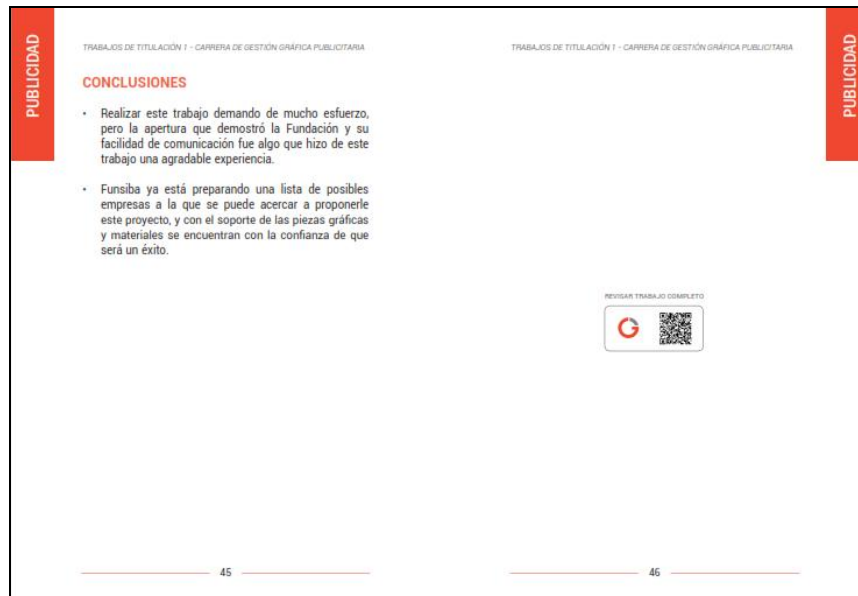 PUBLICIDAD
TRABAJOS DE TITULACIÓN 1 - CARRERA DE GESTIÓN GRÁFICA PUBLICITARIA
CONCLUSIONES
• Realizar este trabajo demando de mucho esfuerzo,
pero la apertura que demostró la Fundación y su
facilidad de comunicación fue algo que hizo de este
trabajo una agradable experiencia.
• Funsiba ya está preparando una lista de posibles
empresas a la que se puede acercar a proponerle
este proyecto, y con el soporte de las piezas gráficas
y materiales se encuentran con la confianza de que
será un éxito.
45
TRABAJOS DE TITULACIÓN 1 - CARRERA DE GESTIÓN GRÁFICA PUBLICITARIA
PUBLICIDAD
REVISAR TRABAJO COMPLETO
G
46